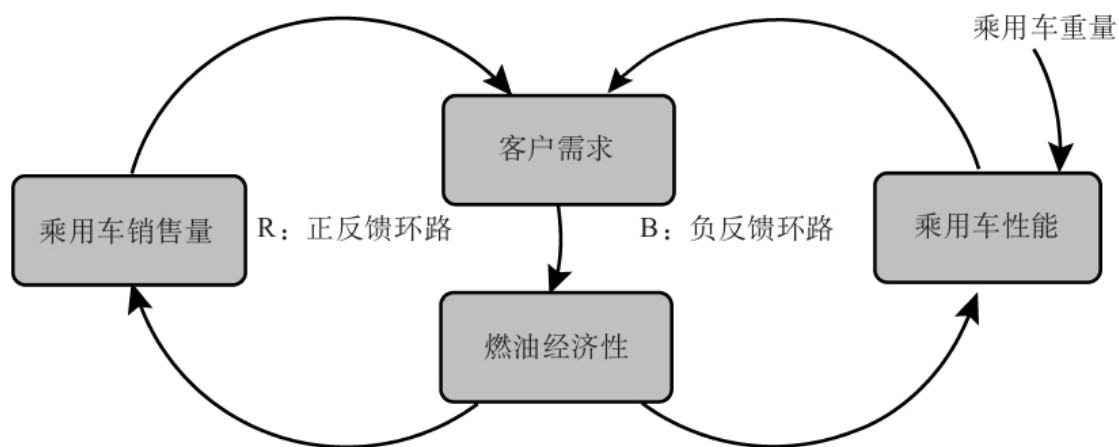 乘用车重量
客户需求
乘用车销售量
R：正反馈环路
B：负反馈环路
乘用车性能
燃油经济性